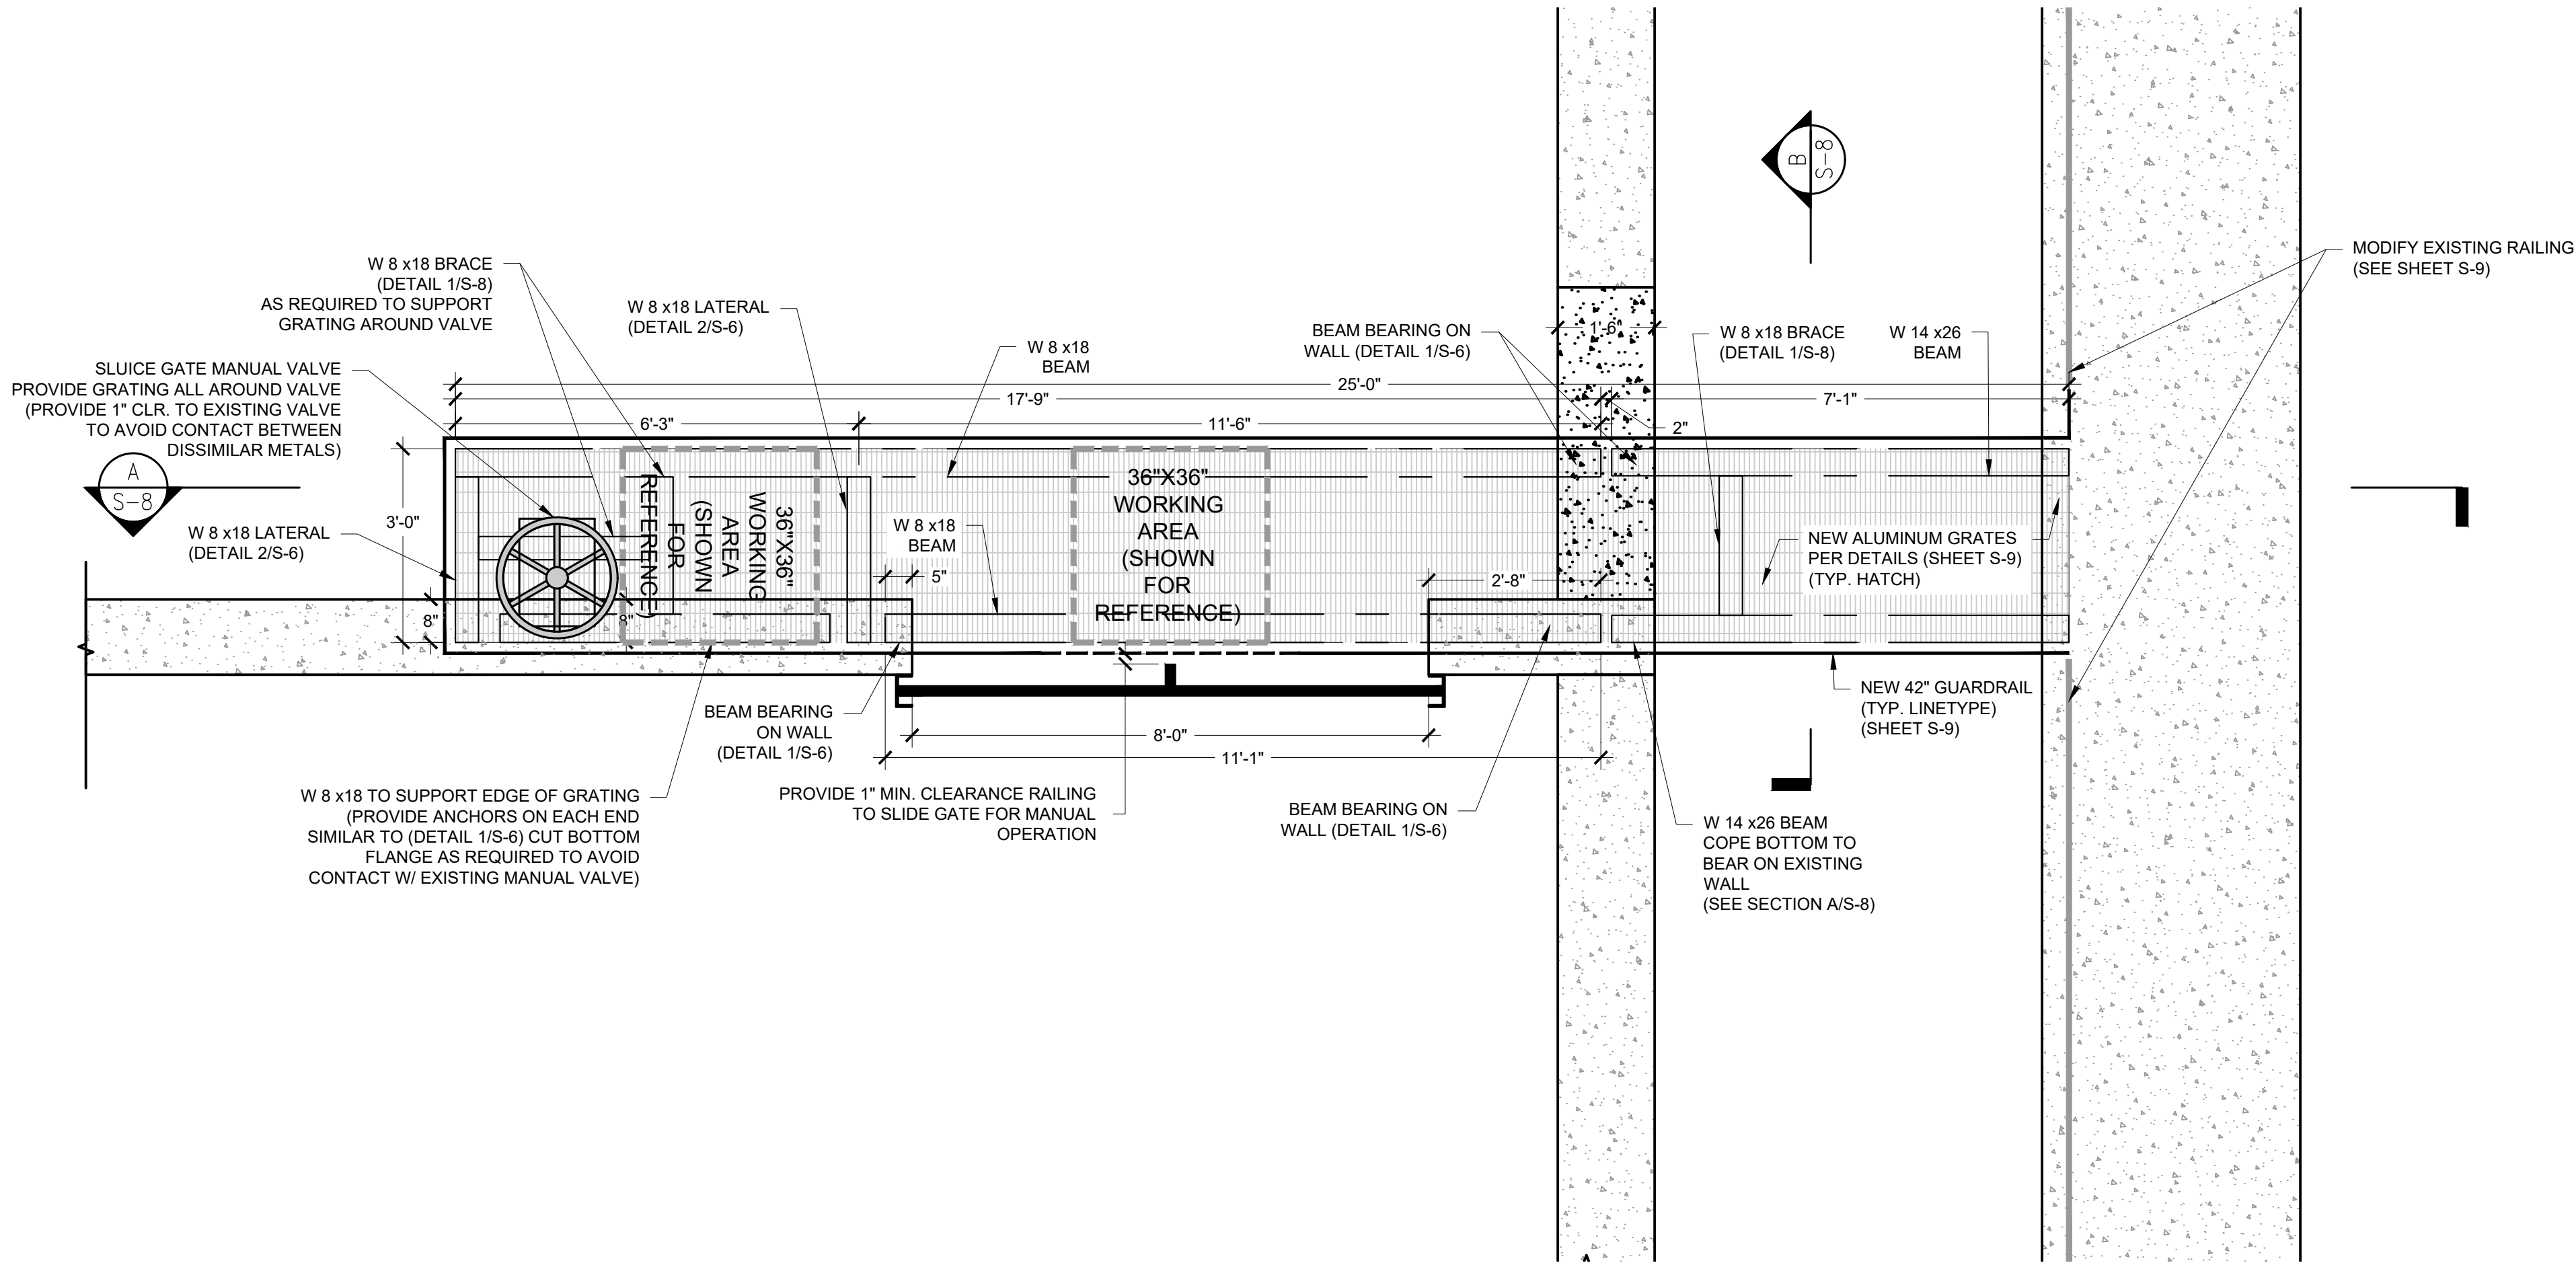 B
S-8
MODIFY EXISTING RAILING
(SEE SHEET S-9)
W 8 x18 BRACE
(DETAIL 1/S-8)
AS REQUIRED TO SUPPORT
GRATING AROUND VALVE
W 8 x18 LATERAL
(DETAIL 2/S-6)
W 8 x18
BEAM
BEAM BEARING ON
WALL (DETAIL 1/S-6)
1'-6"
W 8 x18 BRACE
(DETAIL 1/S-8)
W 14 x26
BEAM
SLUICE GATE MANUAL VALVE
PROVIDE GRATING ALL AROUND VALVE
(PROVIDE 1" CLR. TO EXISTING VALVE
TO AVOID CONTACT BETWEEN
DISSIMILAR METALS)
25'-0"
17'-9"
7'-1"
6'-3"
11'-6"
2"
A
S-8
3'-0"
W 8 x18 LATERAL
(DETAIL 2/S-6)
36"X36"
WORKING
AREA
(SHOWN
FOR
REFERENCE)
W 8 x18
BEAM
36"X36"
WORKING
AREA
(SHOWN
FOR
REFERENCE)
NEW ALUMINUM GRATES
PER DETAILS (SHEET S-9)
(TYP. HATCH)
5"
2'-8"
8"
8"
BEAM BEARING
ON WALL
(DETAIL 1/S-6)
8'-0"
11'-1"
NEW 42" GUARDRAIL
(TYP. LINETYPE)
(SHEET S-9)
W 8 x18 TO SUPPORT EDGE OF GRATING
(PROVIDE ANCHORS ON EACH END
SIMILAR TO (DETAIL 1/S-6) CUT BOTTOM
FLANGE AS REQUIRED TO AVOID
CONTACT W/ EXISTING MANUAL VALVE)
PROVIDE 1" MIN. CLEARANCE RAILING
TO SLIDE GATE FOR MANUAL
OPERATION
BEAM BEARING ON
WALL (DETAIL 1/S-6)
W 14 x26 BEAM
COPE BOTTOM TO
BEAR ON EXISTING
WALL
(SEE SECTION A/S-8)